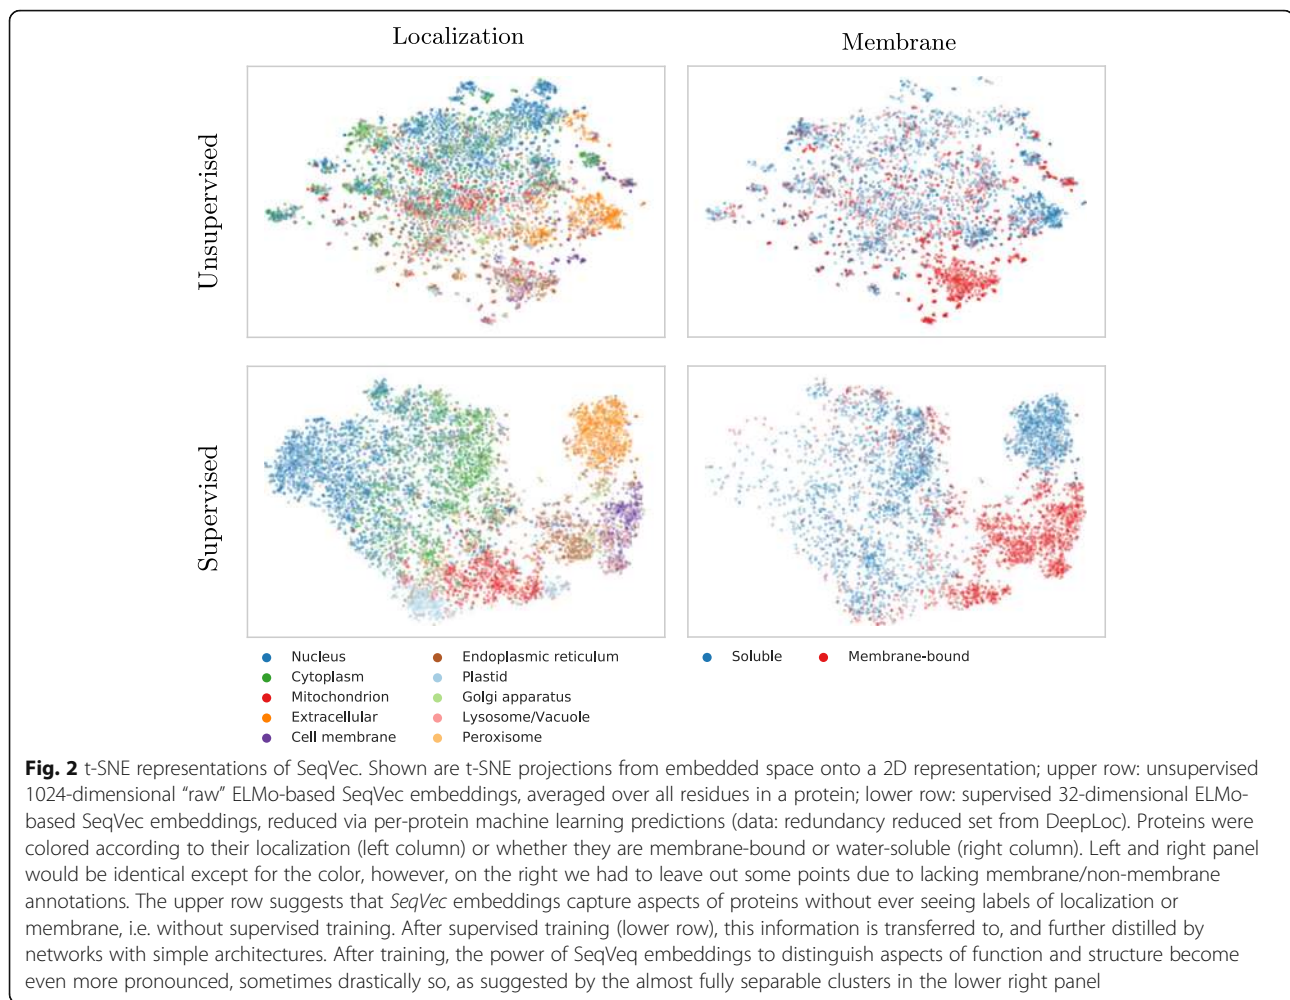 Localization
Membrane
Unsupervised
Supervised
Nucleus
Cytoplasm
Mitochondrion
Extracellular
Cell membrane
Endoplasmic reticulum
Plastid
Golgi apparatus
Lysosome/Vacuole
Peroxisome
Soluble
Membrane-bound
Fig. 2 t-SNE representations of SeqVec. Shown are t-SNE projections from embedded space onto a 2D representation; upper row: unsupervised
1024-dimensional “raw” ELMo-based SeqVec embeddings, averaged over all residues in a protein; lower row: supervised 32-dimensional ELMo-
based SeqVec embeddings, reduced via per-protein machine learning predictions (data: redundancy reduced set from DeepLoc). Proteins were
colored according to their localization (left column) or whether they are membrane-bound or water-soluble (right column). Left and right panel
would be identical except for the color, however, on the right we had to leave out some points due to lacking membrane/non-membrane
annotations. The upper row suggests that SeqVec embeddings capture aspects of proteins without ever seeing labels of localization or
membrane, i.e. without supervised training. After supervised training (lower row), this information is transferred to, and further distilled by
networks with simple architectures. After training, the power of SeqVeq embeddings to distinguish aspects of function and structure become
even more pronounced, sometimes drastically so, as suggested by the almost fully separable clusters in the lower right panel